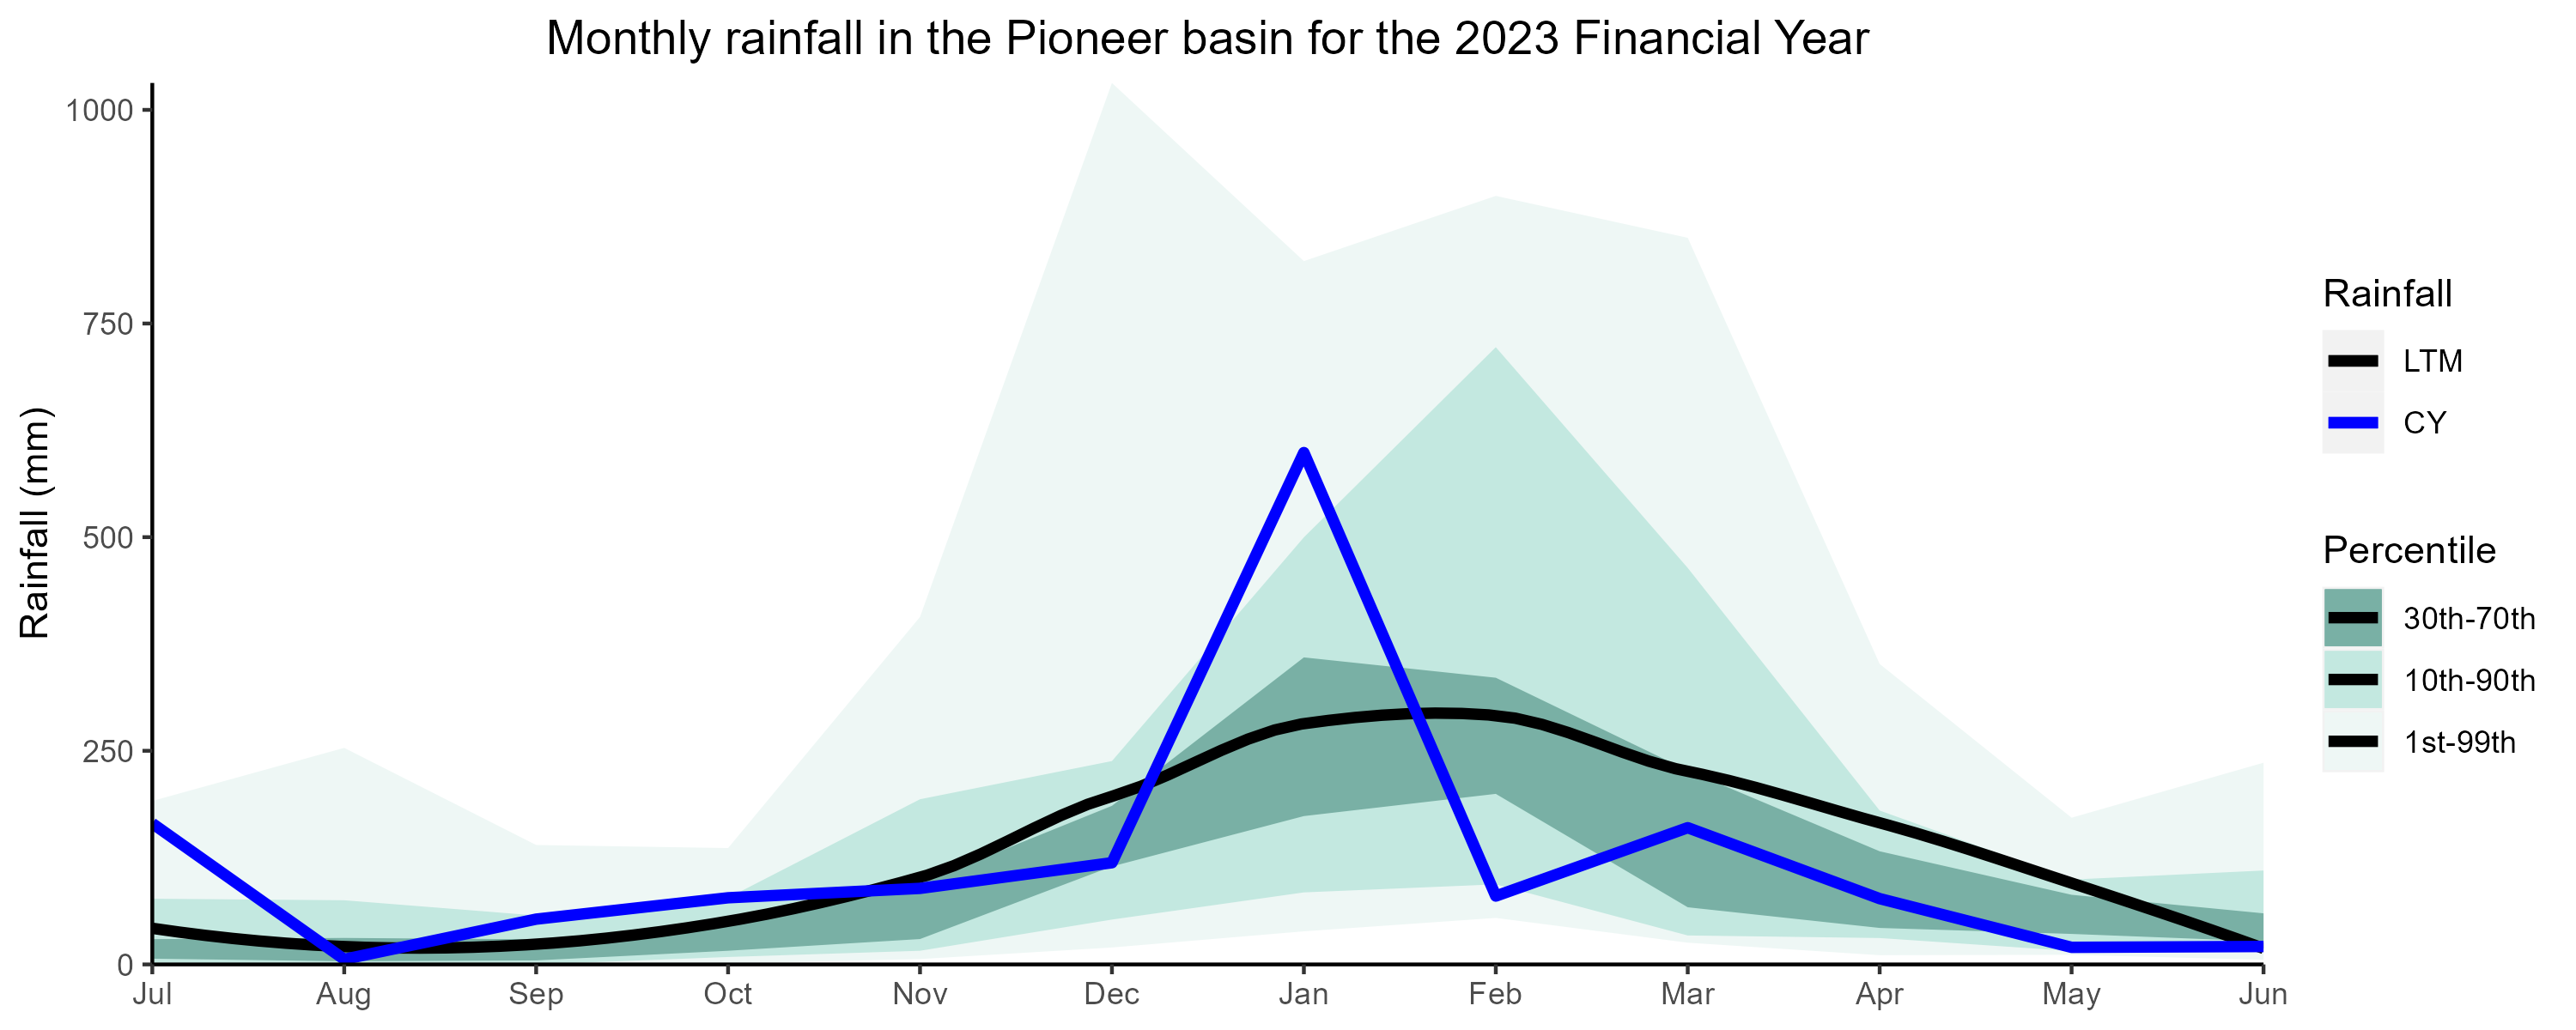 Monthly rainfall in the Pioneer basin for the 2023 Financial Year
Rainfall (mm)
1000
750
500
250
0
Jul Aug Sep Oct Nov Dec Jan Feb Mar Apr May Jun
Rainfall
LTM
CY
Percentile
30th-70th
10th-90th
1st-99th